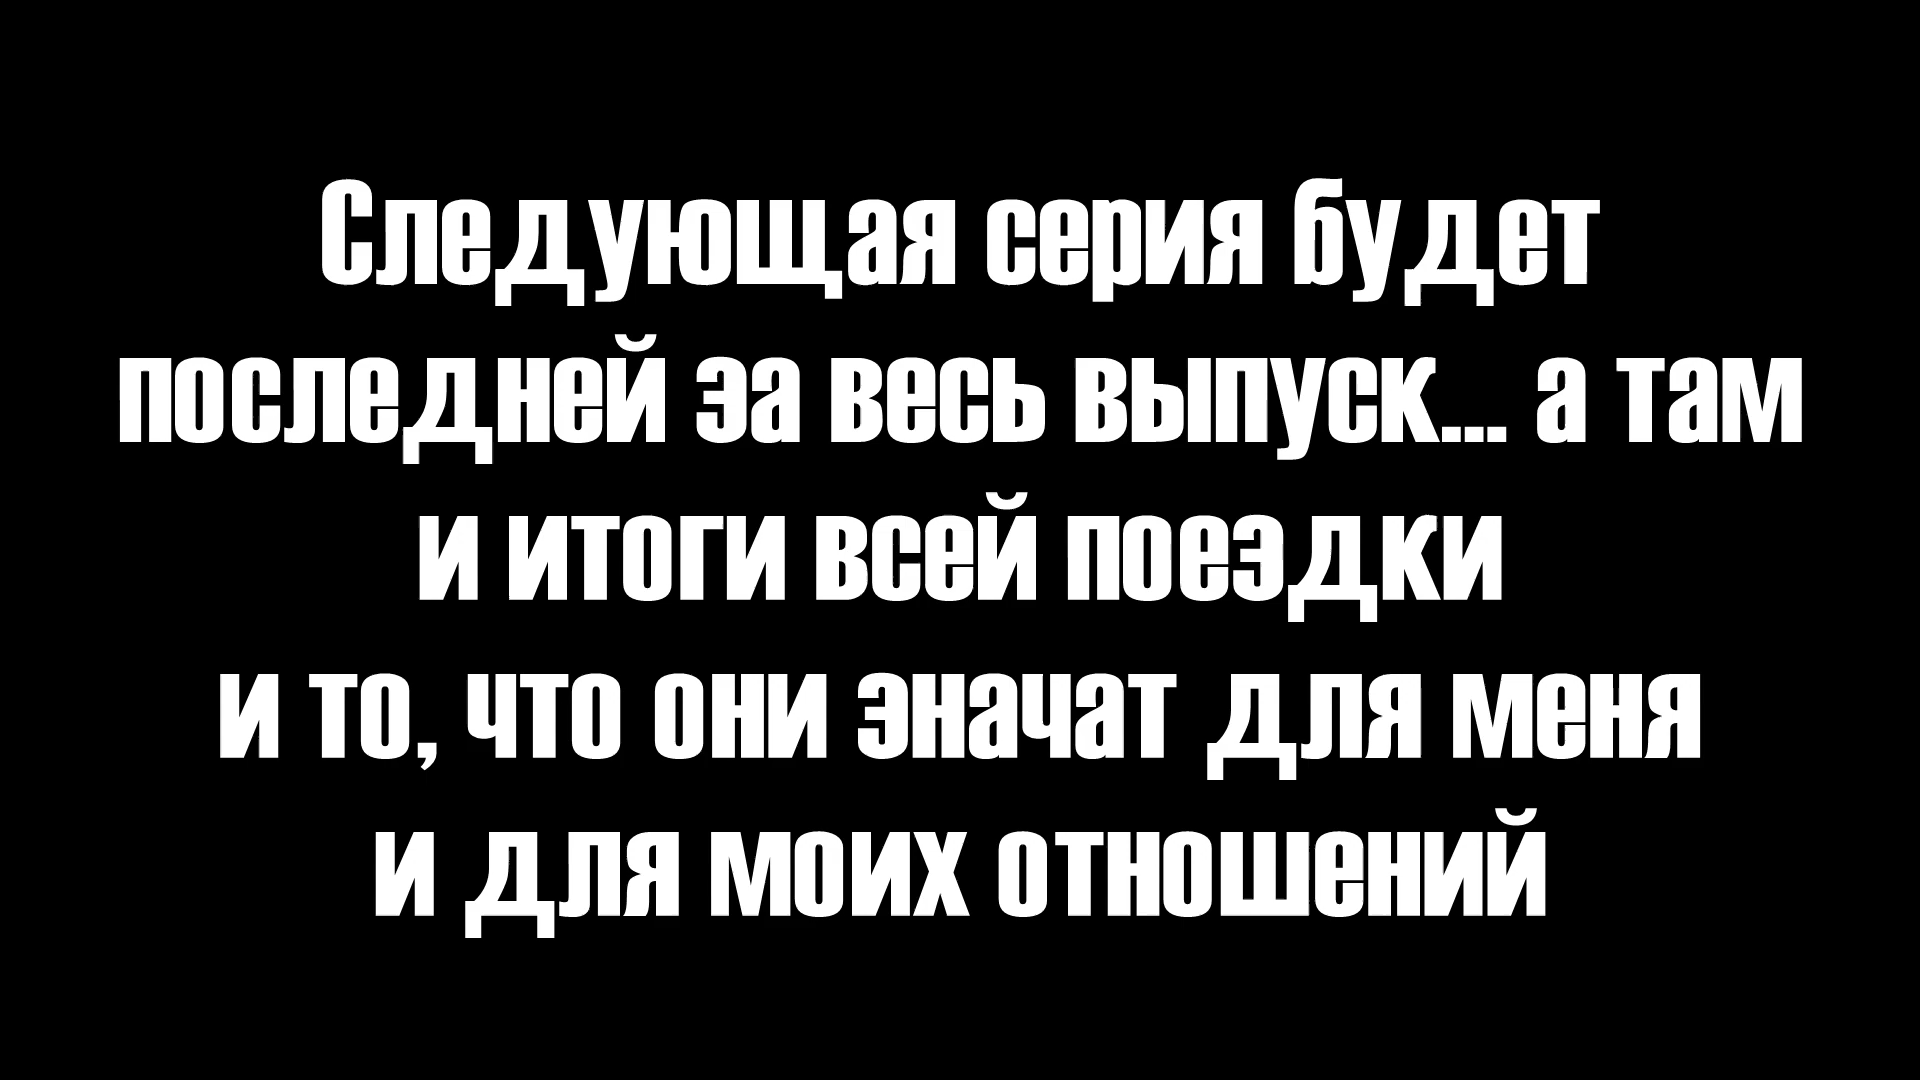 Следующая серия будет
последней за весь выпуск... а там
и итоги всей поездки
и то, что они значат для меня
и для моих отношений